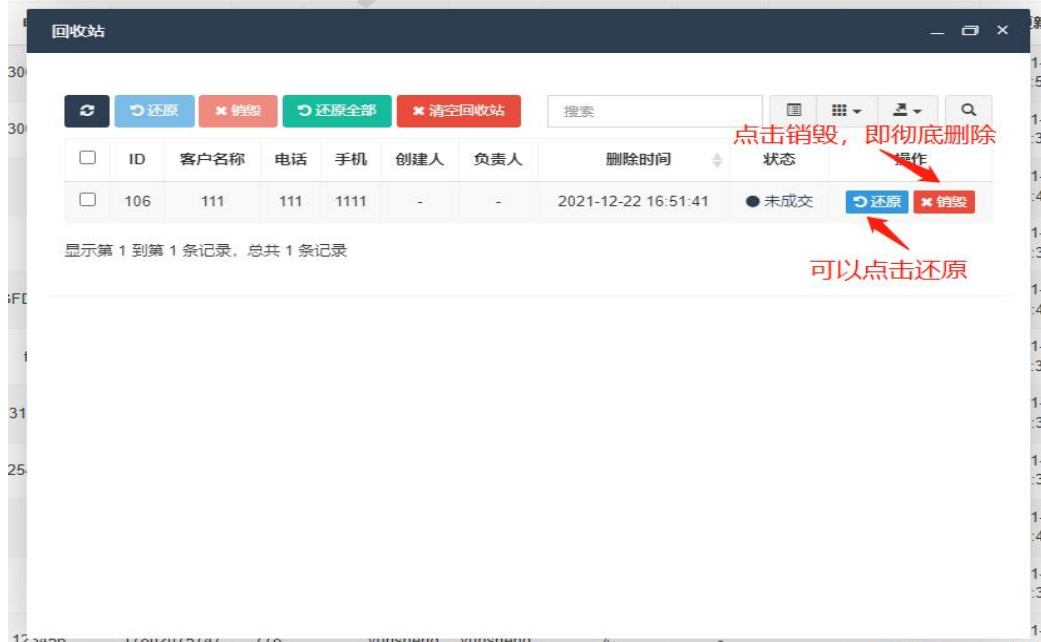 回收站
还原 销毁 还原全部 清空回收站 搜索
点击销毁，即彻底删除
ID 客户名称 电话 手机 创建人 负责人 删除时间 状态 操作
106 111 111 1111 - - 2021-12-22 16:51:41 未成交 还原 销毁
显示第 1 到第 1 条记录，总共 1 条记录
可以点击还原